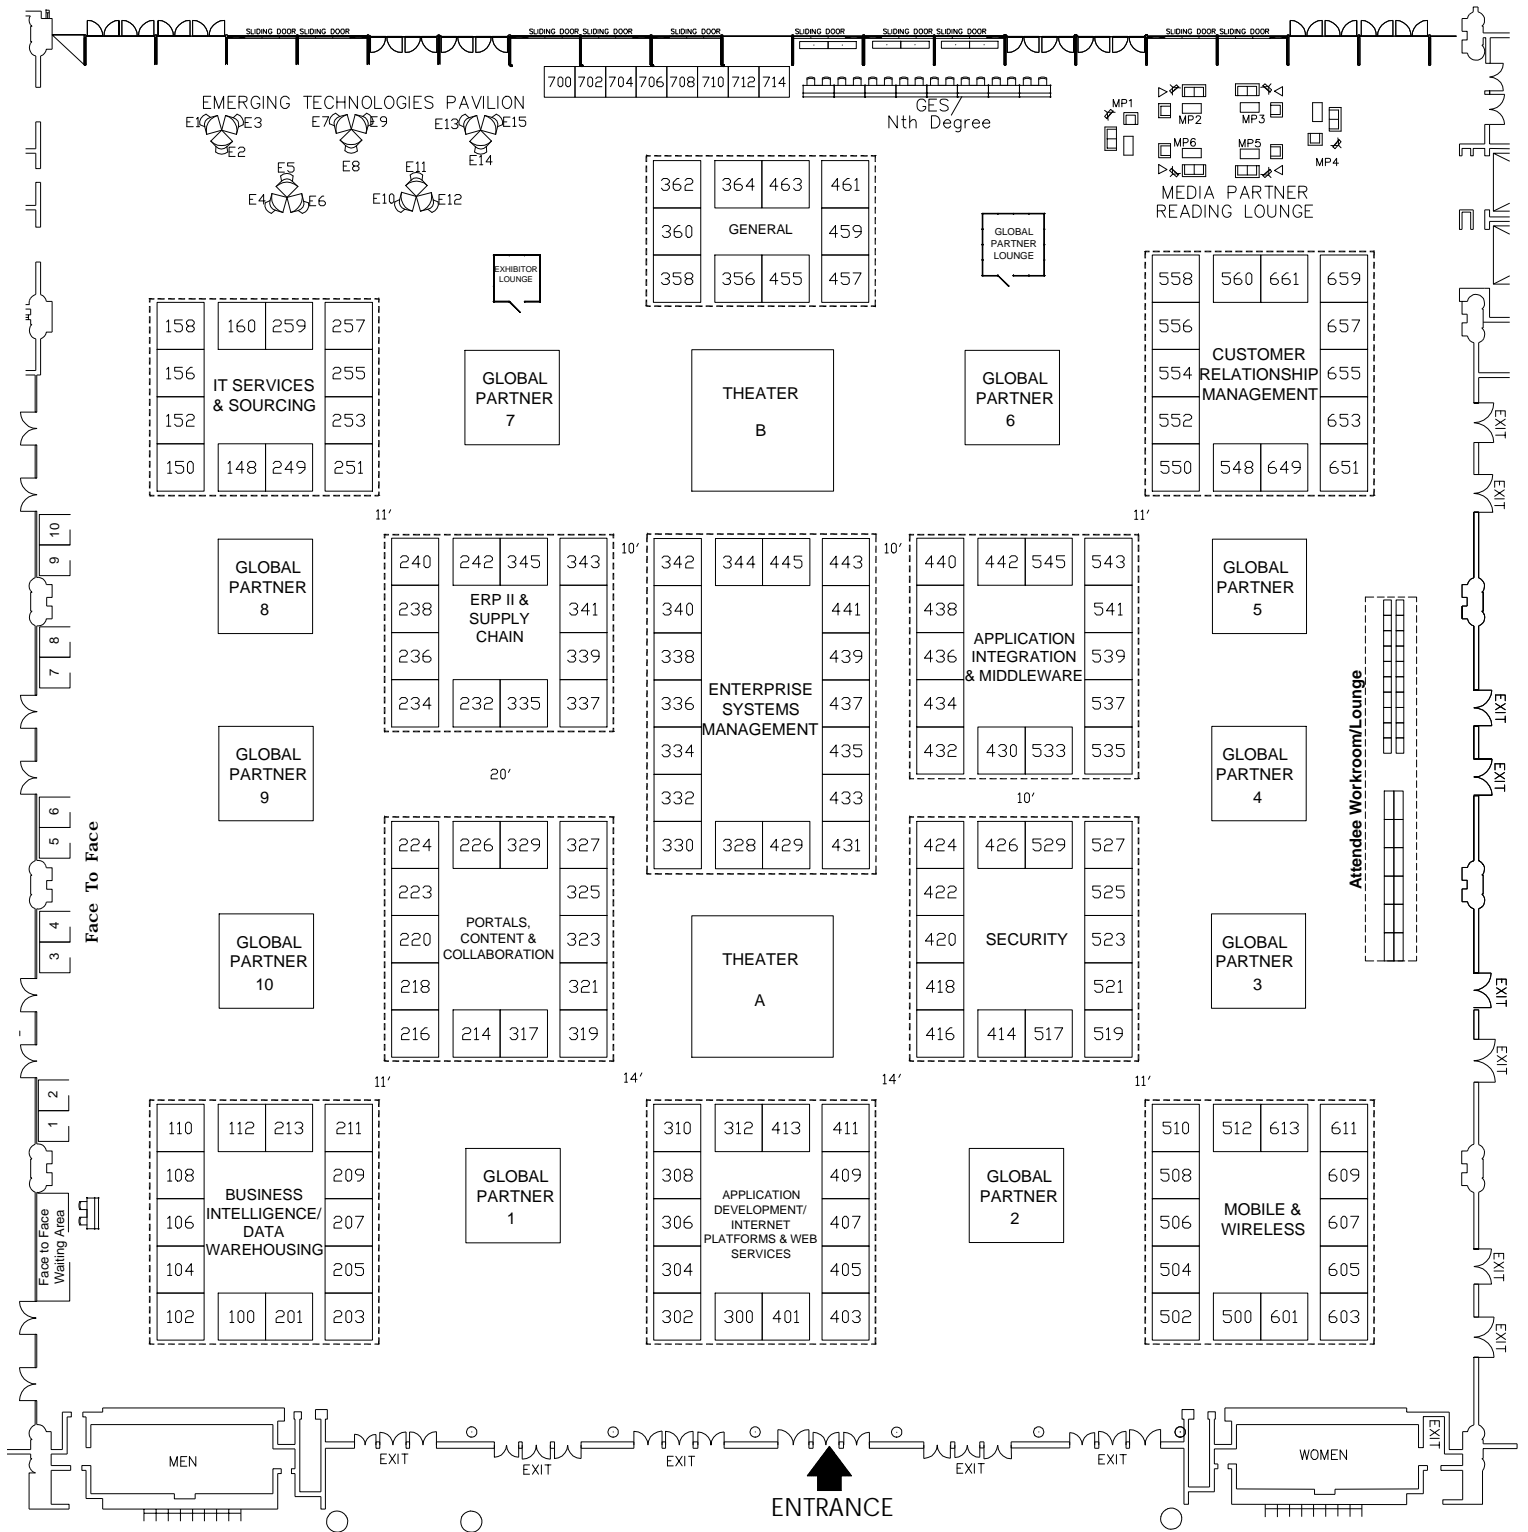 SLIDING DOOR SLIDING DOOR
SLIDING DOOR SLIDING DOOR
SLIDING DOOR
SLIDING DOOR
SLIDING DOOR SLIDING DOOR
SLIDING DOOR SLIDING DOOR
700 702 704 706 708 710 712 714
GES/
Nth Degree
EMERGING TECHNOLOGIES PAVILION
E1 E3
E2
E7 E9
E8
E13 E15
E14
E5
E4 E6
E11
E10 E12
MP1
MP2
MP3
MP6
MP5
MP4
MEDIA PARTNER
READING LOUNGE
362 364 463 461
360 GENERAL 459
358 356 455 457
EXHIBITOR
LOUNGE
GLOBAL
PARTNER
LOUNGE
158 160 259 257
156 255
IT SERVICES
& SOURCING
152 253
150 148 249 251
GLOBAL
PARTNER
7
THEATER
B
GLOBAL
PARTNER
6
558 560 661 659
556 657
CUSTOMER
RELATIONSHIP
MANAGEMENT
554 655
552 653
550 548 649 651
11'
11'
10'
10'
GLOBAL
PARTNER
8
240 242 345 343
238 341
ERP II &
SUPPLY
CHAIN
236 339
234 232 335 337
342 344 445 443
340 441
338 439
336 437
ENTERPRISE
SYSTEMS
MANAGEMENT
334 435
332 433
330 328 429 431
440 442 545 543
438 541
APPLICATION
INTEGRATION
& MIDDLEWARE
436 539
434 537
432 430 533 535
GLOBAL
PARTNER
5
10
9
8
7
6
5
4
3
2
1
Face To Face
Face to Face
Waiting Area
GLOBAL
PARTNER
9
20'
10'
GLOBAL
PARTNER
4
Attendee Workroom/Lounge
GLOBAL
PARTNER
10
224 226 329 327
223 325
PORTALS,
CONTENT &
COLLABORATION
220 323
218 321
216 214 317 319
THEATER
A
424 426 529 527
422 525
420 SECURITY 523
418 521
416 414 517 519
GLOBAL
PARTNER
3
11'
14'
14'
11'
110 112 213 211
108 209
BUSINESS
INTELLIGENCE/
DATA
WAREHOUSING
106 207
104 205
102 100 201 203
GLOBAL
PARTNER
1
310 312 413 411
308 409
APPLICATION
DEVELOPMENT/
INTERNET
PLATFORMS & WEB
SERVICES
306 407
304 405
302 300 401 403
GLOBAL
PARTNER
2
510 512 613 611
508 609
MOBILE &
WIRELESS
506 607
504 605
502 500 601 603
EXIT
EXIT
EXIT
EXIT
EXIT
EXIT
EXIT
EXIT
MEN
EXIT
EXIT
EXIT
EXIT
EXIT
WOMEN
EXIT
ENTRANCE